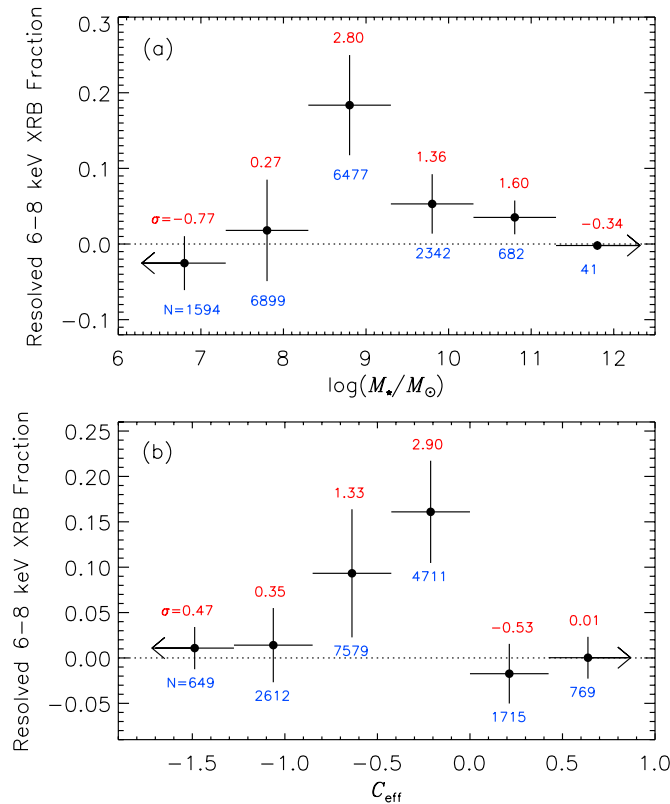 Resolved 6–8 keV XRB Fraction
(a)
2.80
0.27
1.36
1.60
σ=−0.77
−0.34
6477
2342
682
41
N=1594
6899
0.3
0.2
0.1
0.0
−0.1
6 7 8 9 10 11 12
log(M⋆/M⊙)
Resolved 6–8 keV XRB Fraction
(b)
2.90
1.33
σ=0.47
0.35
−0.53
0.01
4711
7579
N=649
2612
1715
769
0.25
0.20
0.15
0.10
0.05
0.00
−0.05
−1.5 −1.0 −0.5 0.0 0.5 1.0
Ceff